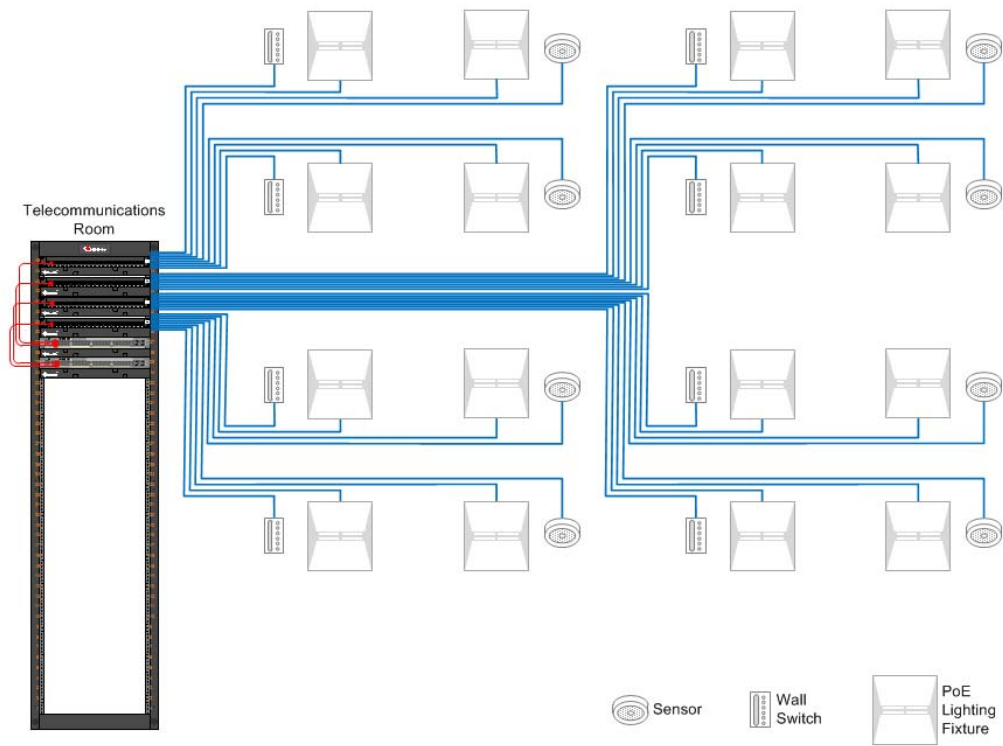 Telecommunications
Room
Sensor
Wall
Switch
PoE
Lighting
Fixture